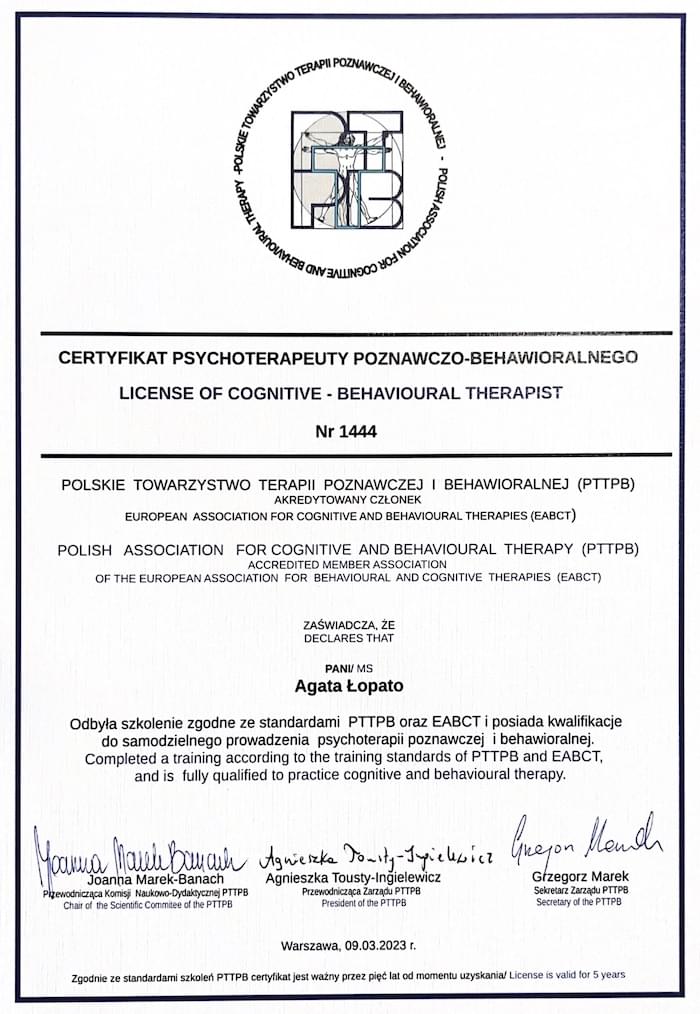 POLSKIE TOWARZYSTWO TERAPII POZNAWCZEJ I BEHAWIORALNEJ - POLISH ASSOCIATION FOR COGNITIVE AND BEHAVIOURAL THERAPY -
PT
TPB
CERTYFIKAT PSYCHOTERAPEUTY POZNAWCZO-BEHAWIORALNEGO
LICENSE OF COGNITIVE - BEHAVIOURAL THERAPIST
Nr 1444
POLSKIE TOWARZYSTWO TERAPII POZNAWCZEJ I BEHAWIORALNEJ (PTTPB)
AKREDYTOWANY CZŁONEK
EUROPEAN ASSOCIATION FOR COGNITIVE AND BEHAVIOURAL THERAPIES (EABCT)
POLISH ASSOCIATION FOR COGNITIVE AND BEHAVIOURAL THERAPY (PTTPB)
ACCREDITED MEMBER ASSOCIATION
OF THE EUROPEAN ASSOCIATION FOR BEHAVIOURAL AND COGNITIVE THERAPIES (EABCT)
ZAŚWIADCZA, ŻE
DECLARES THAT
PANI/ MS
Agata Łopato
Odbyła szkolenie zgodne ze standardami PTTPB oraz EABCT i posiada kwalifikacje
do samodzielnego prowadzenia psychoterapii poznawczej i behawioralnej.
Completed a training according to the training standards of PTTPB and EABCT,
and is fully qualified to practice cognitive and behavioural therapy.
Joanna Marek-Banach Agnieszka Tousty-Ingielewicz Grzegorz Marek
Joanna Marek-Banach Agnieszka Tousty-Ingielewicz Grzegorz Marek
Przewodnicząca Komisji Naukowo-Dydaktycznej PTTPB Przewodnicząca Zarządu PTTPB Sekretarz Zarządu PTTPB
Chair of the Scientific Commitee of the PTTPB President of the PTTPB Secretary of the PTTPB
Warszawa, 09.03.2023 r.
Zgodnie ze standardami szkoleń PTTPB certyfikat jest ważny przez pięć lat od momentu uzyskania/ License is valid for 5 years